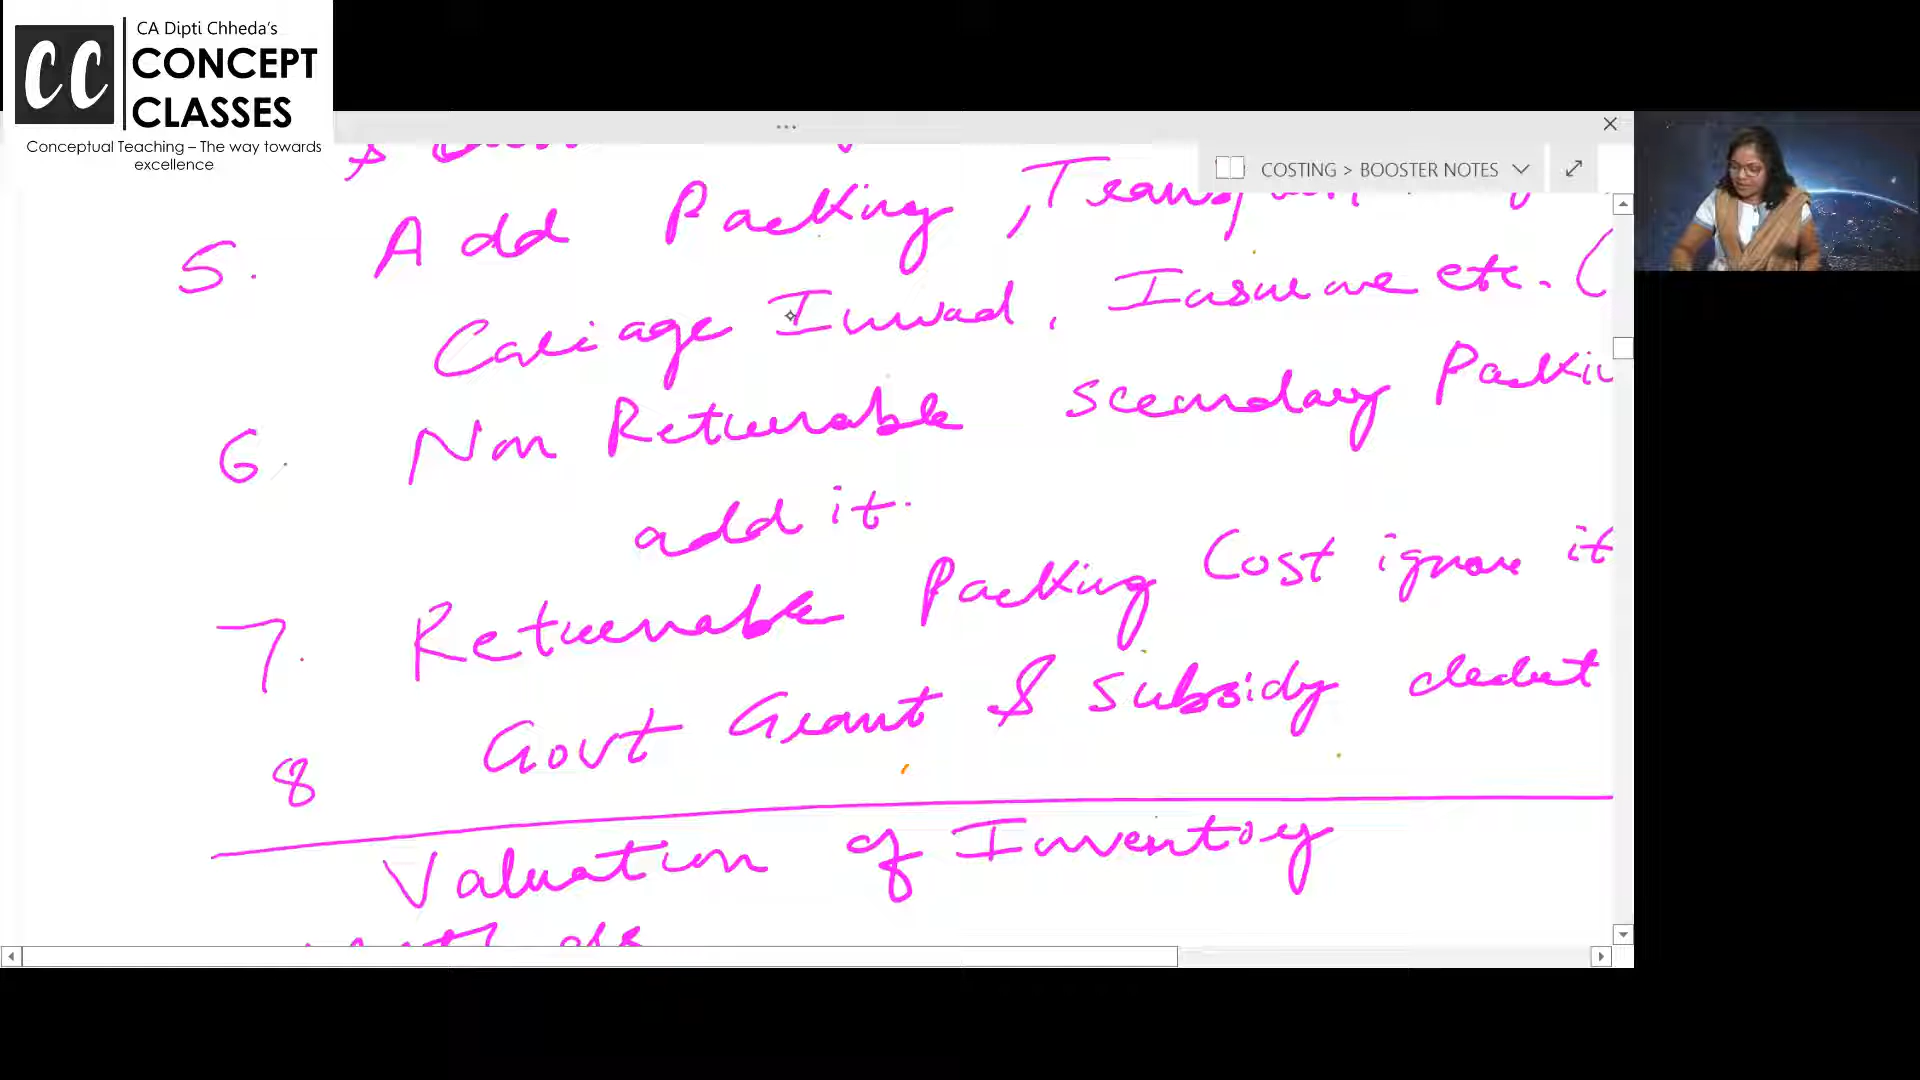 CA Dipti Chheda's
CC CONCEPT
CLASSES
Conceptual Teaching – The way towards
excellence
COSTING > BOOSTER NOTES
5. Add Packing,
Carriage Inward, Insurance etc. (
6. Non Returnable secondary
add it.
7. Returnable Packing Cost ignore it
8 Govt Grant & Subsidy deduct
Valuation of Inventory